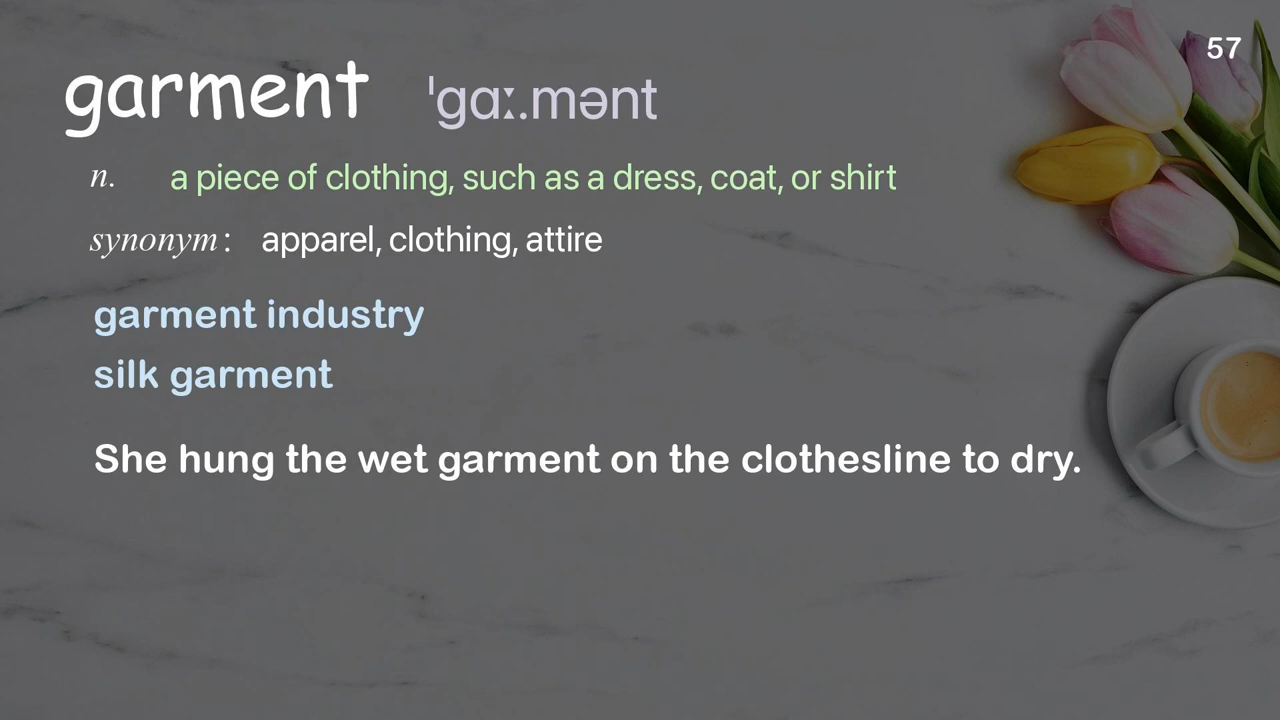 57
garment ˈɡɑː.mənt
n. a piece of clothing, such as a dress, coat, or shirt
synonym: apparel, clothing, attire
garment industry
silk garment
She hung the wet garment on the clothesline to dry.